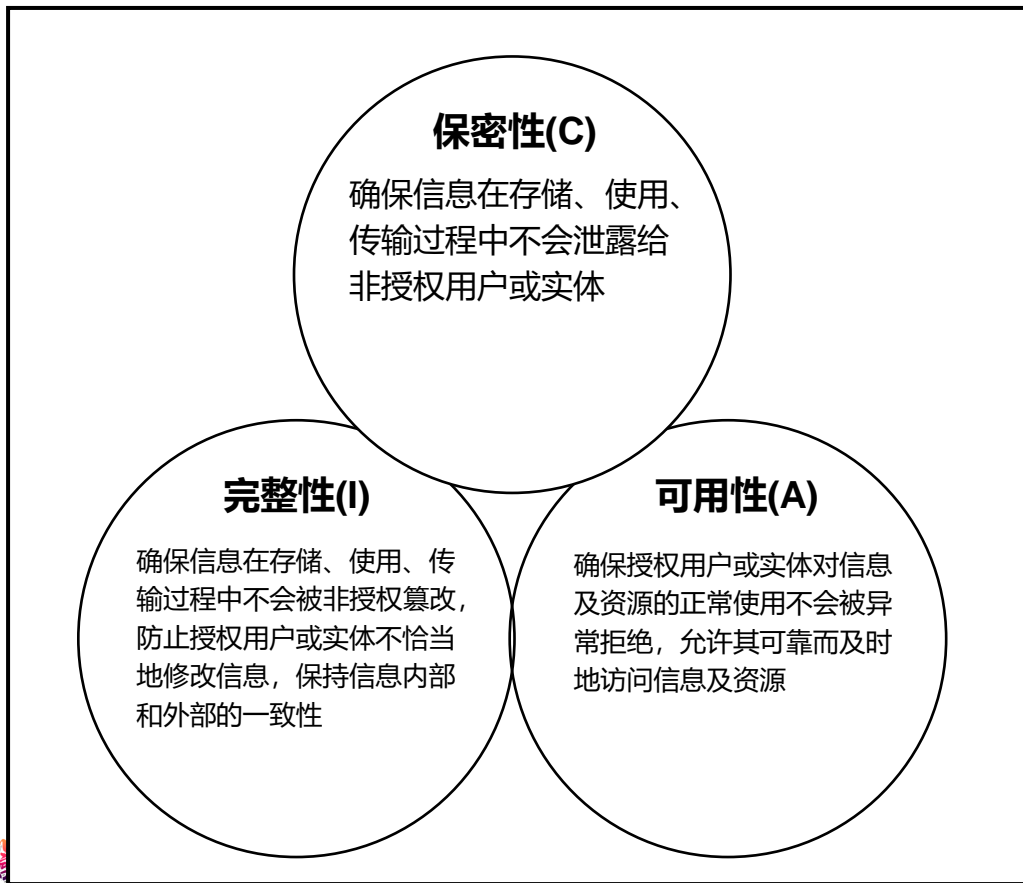 保密性(C)
确保信息在存储、使用、
传输过程中不会泄露给
非授权用户或实体
完整性(I)
确保信息在存储、使用、传
输过程中不会被非授权篡改，
防止授权用户或实体不恰当
地修改信息，保持信息内部
和外部的一致性
可用性(A)
确保授权用户或实体对信息
及资源的正常使用不会被异
常拒绝，允许其可靠而及时
地访问信息及资源